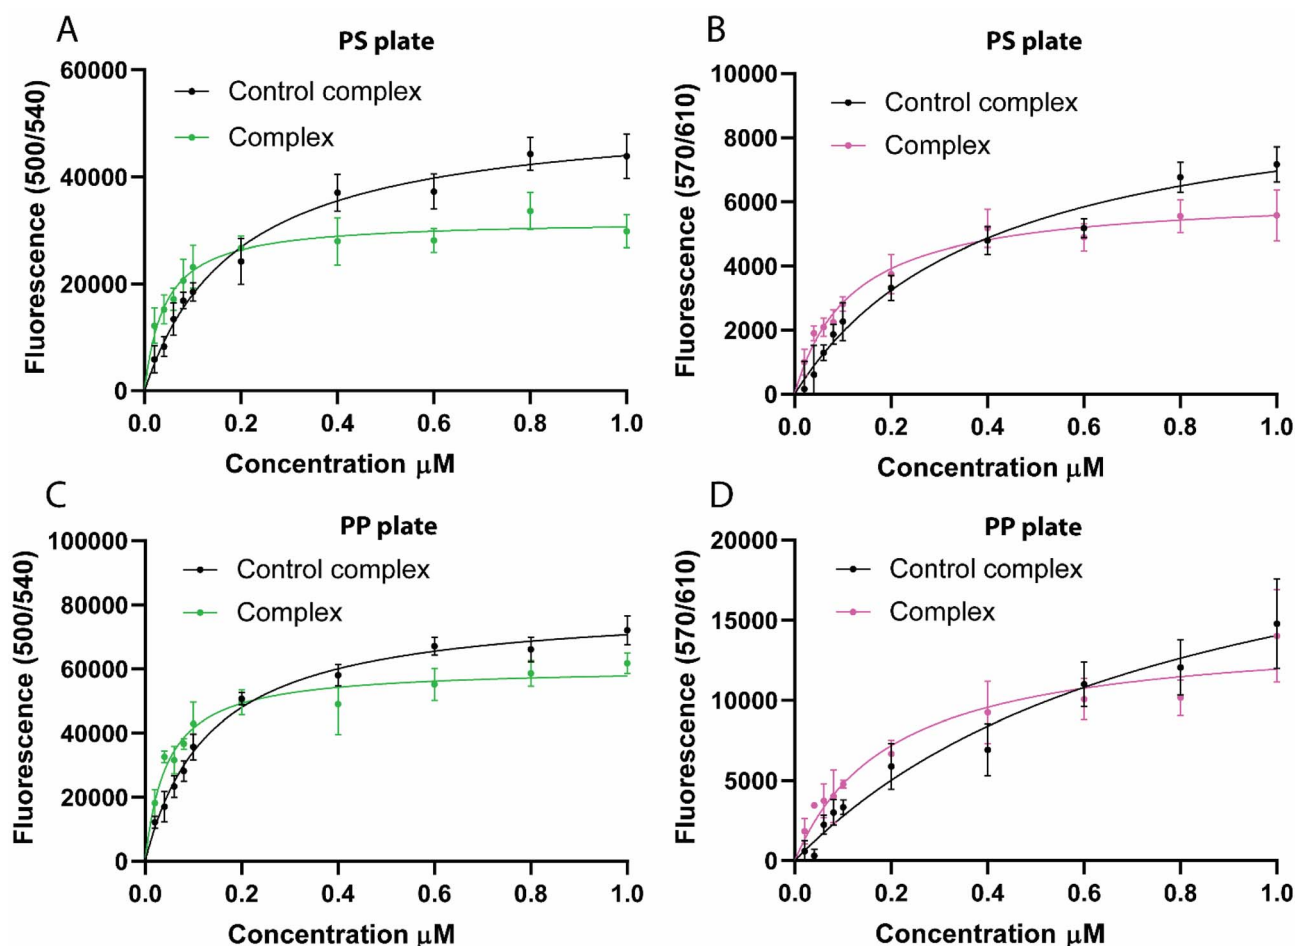 A
PS plate
Control complex
Complex
Fluorescence (500/540)
60000
40000
20000
0
0.0 0.2 0.4 0.6 0.8 1.0
Concentration μM
B
PS plate
Control complex
Complex
Fluorescence (570/610)
10000
8000
6000
4000
2000
0
0.0 0.2 0.4 0.6 0.8 1.0
Concentration μM
C
PP plate
Control complex
Complex
Fluorescence (500/540)
100000
80000
60000
40000
20000
0
0.0 0.2 0.4 0.6 0.8 1.0
Concentration μM
D
PP plate
Control complex
Complex
Fluorescence (570/610)
20000
15000
10000
5000
0
0.0 0.2 0.4 0.6 0.8 1.0
Concentration μM